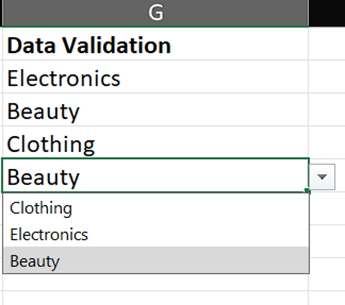 G
Data Validation
Electronics
Beauty
Clothing
Beauty
Clothing
Electronics
Beauty